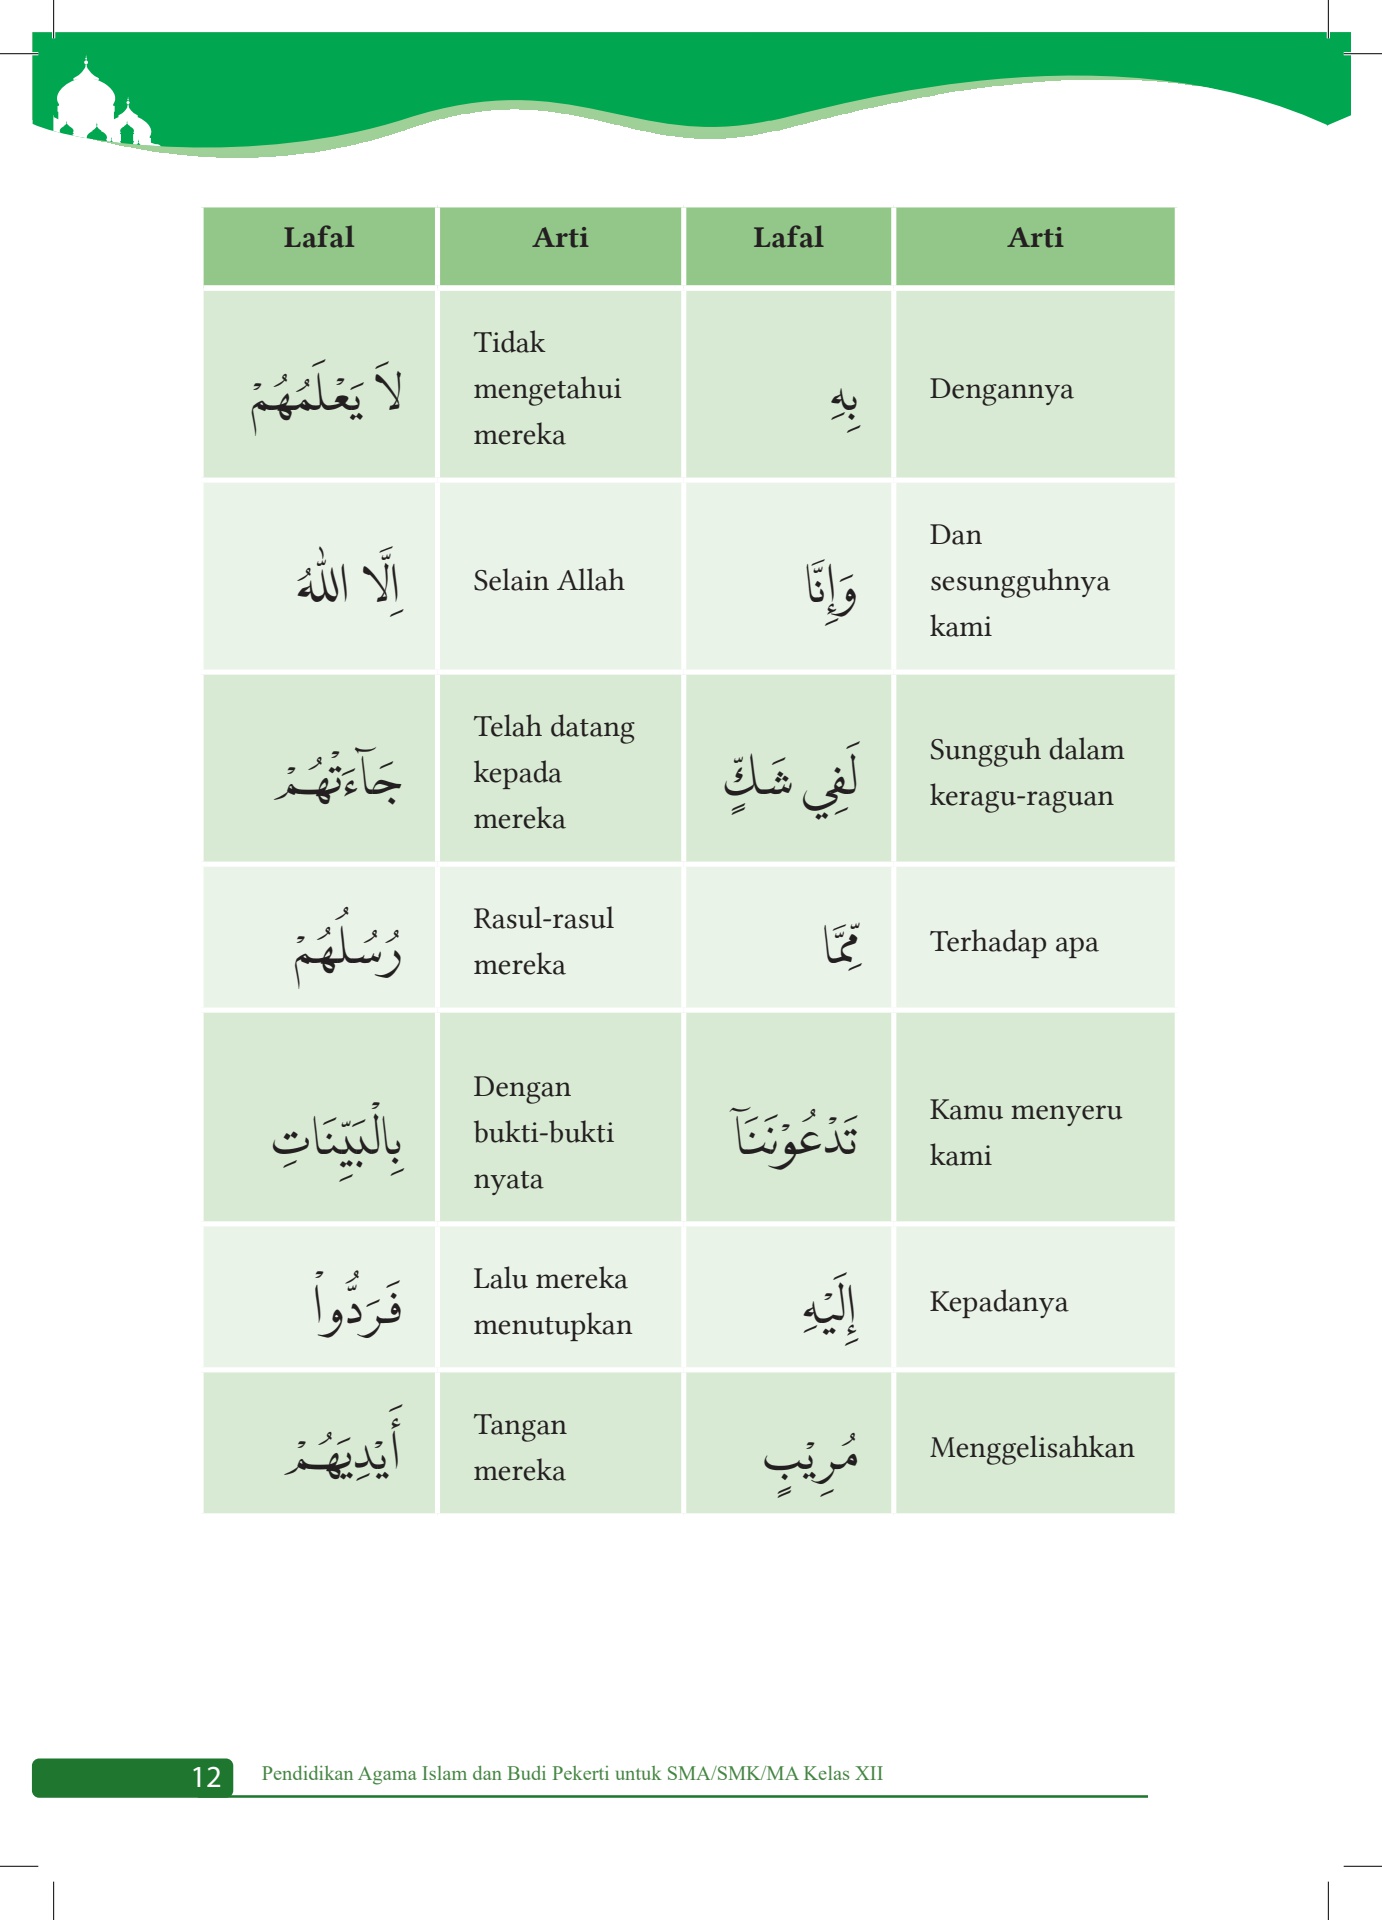 Lafal Arti Lafal Arti
لاَ يَعْلَمُهُمْ
Tidak
mengetahui
mereka
بِهِ
Dengannya
اِلَّا اللّٰهُ
Selain Allah
وَإِنَّا
Dan
sesungguhnya
kami
جَآءَتْهُمْ
Telah datang
kepada
mereka
لَفِي شَكٍّ
Sungguh dalam
keragu-raguan
رُسُلُهُمْ
Rasul-rasul
mereka
مِّمَّا
Terhadap apa
بِالْبَيِّنَاتِ
Dengan
bukti-bukti
nyata
تَدْعُوْنَنَآ
Kamu menyeru
kami
فَرَدُّواْ
Lalu mereka
menutupkan
إِلَيْهِ
Kepadanya
أَيْدِيَهُمْ
Tangan
mereka
مُرِيْبٍ
Menggelisahkan
12 Pendidikan Agama Islam dan Budi Pekerti untuk SMA/SMK/MA Kelas XII